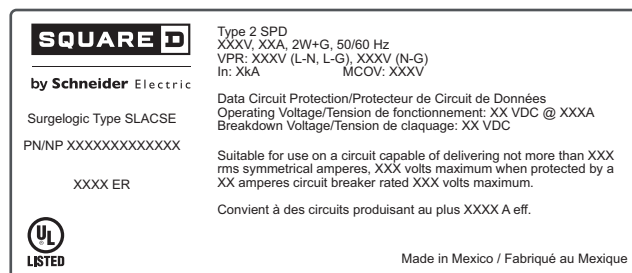 SQUARE D
by Schneider Electric
Surgelogic Type SLACSE
PN/NP XXXXXXXXXXXXX
XXXX ER
UL
LISTED
Type 2 SPD
XXXV, XXA, 2W+G, 50/60 Hz
VPR: XXXV (L-N, L-G), XXXV (N-G)
In: XkA MCOV: XXXV
Data Circuit Protection/Protecteur de Circuit de Données
Operating Voltage/Tension de fonctionnement: XX VDC @ XXXA
Breakdown Voltage/Tension de claquage: XX VDC
Suitable for use on a circuit capable of delivering not more than XXX
rms symmetrical amperes, XXX volts maximum when protected by a
XX amperes circuit breaker rated XXX volts maximum.
Convient à des circuits produisant au plus XXXX A eff.
Made in Mexico / Fabriqué au Mexique